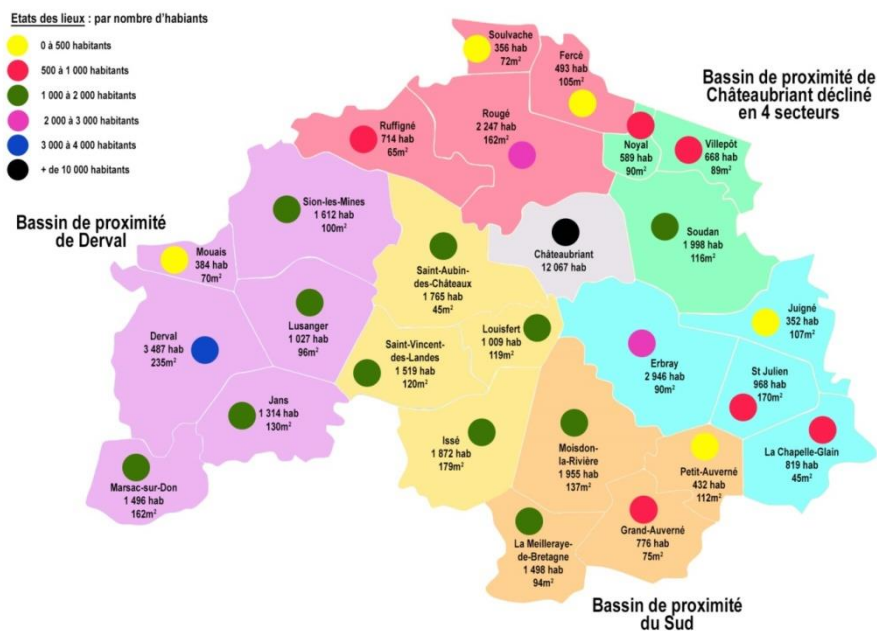 Etats des lieux : par nombre d'habiants
0 à 500 habitants
500 à 1 000 habitants
1 000 à 2 000 habitants
2 000 à 3 000 habitants
3 000 à 4 000 habitants
+ de 10 000 habitants
Bassin de proximité de
Châteaubriant décliné
en 4 secteurs
Soulvache
356 hab
72m²
Fercé
493 hab
105m²
Rougé
2 247 hab
162m²
Ruffigné
714 hab
65m²
Noyal
589 hab
90m²
Villepôt
668 hab
89m²
Soudan
1 998 hab
116m²
Châteaubriant
12 067 hab
Bassin de proximité
de Derval
Sion-les-Mines
1 612 hab
100m²
Mouais
384 hab
70m²
Derval
3 487 hab
235m²
Lusanger
1 027 hab
96m²
Jans
1 314 hab
130m²
Marsac-sur-Don
1 496 hab
162m²
Saint-Aubin-
des-Châteaux
1 765 hab
45m²
Louisfert
1 009 hab
119m²
Saint-Vincent-
des-Landes
1 519 hab
120m²
Issé
1 872 hab
179m²
Erbray
2 946 hab
90m²
Juigné
352 hab
107m²
St Julien
968 hab
170m²
La Chapelle-Glain
819 hab
45m²
Moisdon-
la-Rivière
1 955 hab
137m²
Petit-Auverné
432 hab
112m²
Grand-Auverné
776 hab
75m²
La Meilleraye-
de-Bretagne
1 498 hab
94m²
Bassin de proximité
du Sud